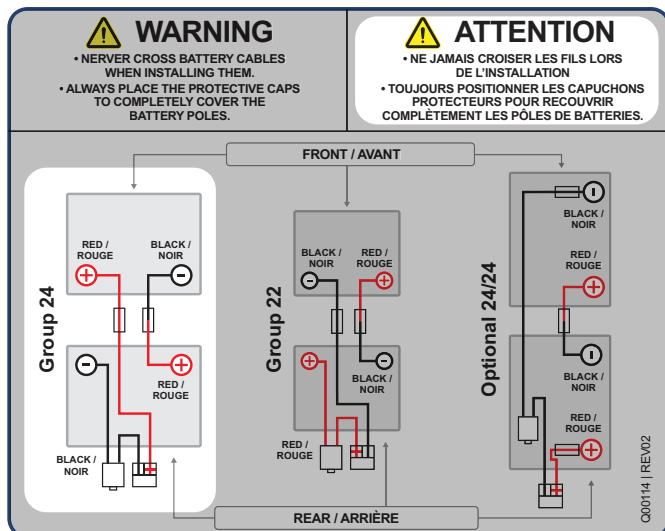 WARNING
• NERVER CROSS BATTERY CABLES
WHEN INSTALLING THEM.
• ALWAYS PLACE THE PROTECTIVE CAPS
TO COMPLETELY COVER THE
BATTERY POLES.
ATTENTION
• NE JAMAIS CROISER LES FILS LORS
DE L'INSTALLATION
• TOUJOURS POSITIONNER LES CAPUCHONS
PROTECTEURS POUR RECOUVRIR
COMPLÈTEMENT LES PÔLES DE BATTERIES.
FRONT / AVANT
Group 24
RED /
ROUGE
BLACK /
NOIR
RED /
ROUGE
BLACK /
NOIR
Group 22
BLACK /
NOIR
RED /
ROUGE
BLACK /
NOIR
RED /
ROUGE
Optional 24/24
BLACK /
NOIR
RED /
ROUGE
BLACK /
NOIR
RED /
ROUGE
REAR / ARRIÈRE
Q00114 | REV02